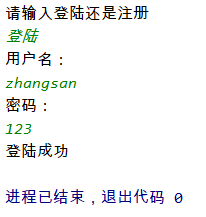 请输入登陆还是注册
登陆
用户名：
zhangsan
密码：
123
登陆成功
进程已结束，退出代码 0